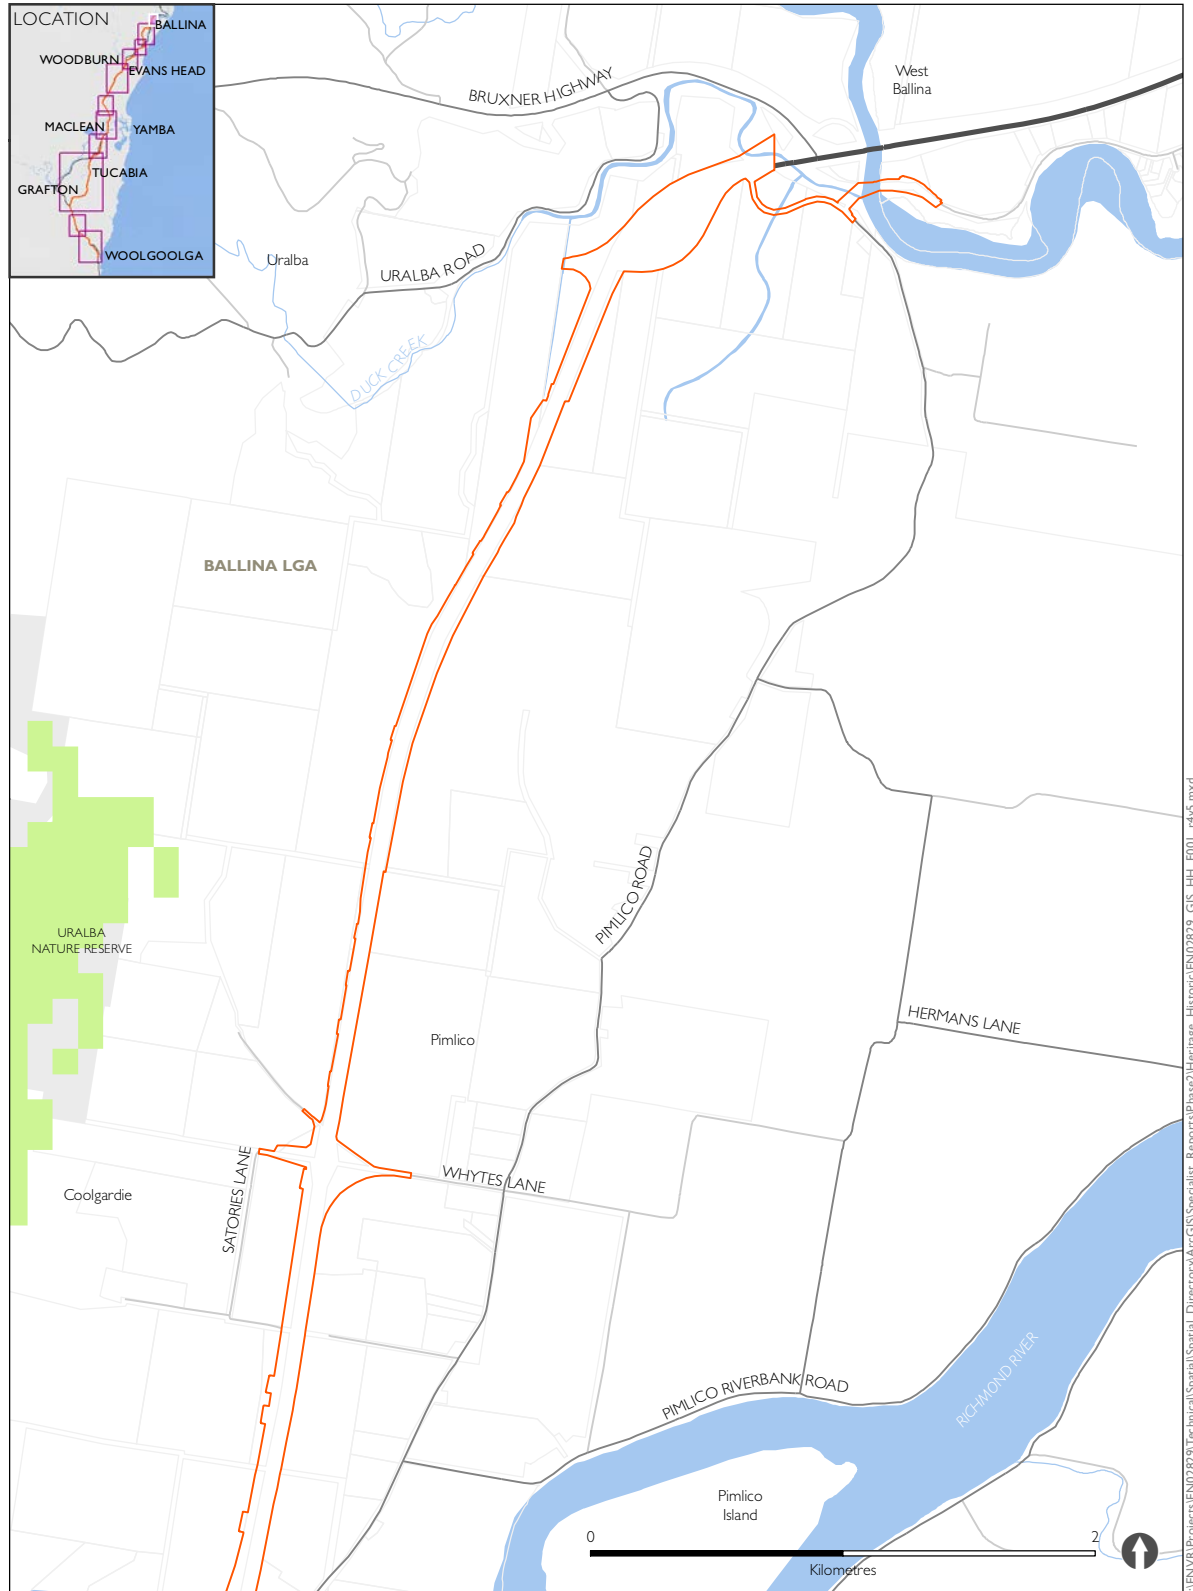 LOCATION
BALLINA
WOODBURN
EVANS HEAD
MACLEAN
YAMBA
TUCABIA
GRAFTON
WOOLGOOLGA
BRUXNER HIGHWAY
West
Ballina
Uralba
URALBA ROAD
DUCK CREEK
BALLINA LGA
URALBA
NATURE RESERVE
PIMLICO ROAD
Pimlico
HERMANS LANE
SATORIES LANE
WHYTES LANE
Coolgardie
PIMLICO RIVERBANK ROAD
RICHMOND RIVER
Pimlico
Island
0
2
Kilometres